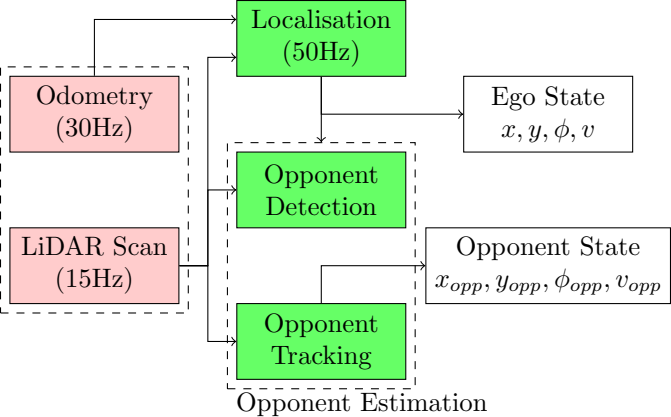 Localisation
(50Hz)
Odometry
(30Hz)
Ego State
x, y, ϕ, v
Opponent
Detection
LiDAR Scan
(15Hz)
Opponent State
x_opp, y_opp, ϕ_opp, v_opp
Opponent
Tracking
Opponent Estimation